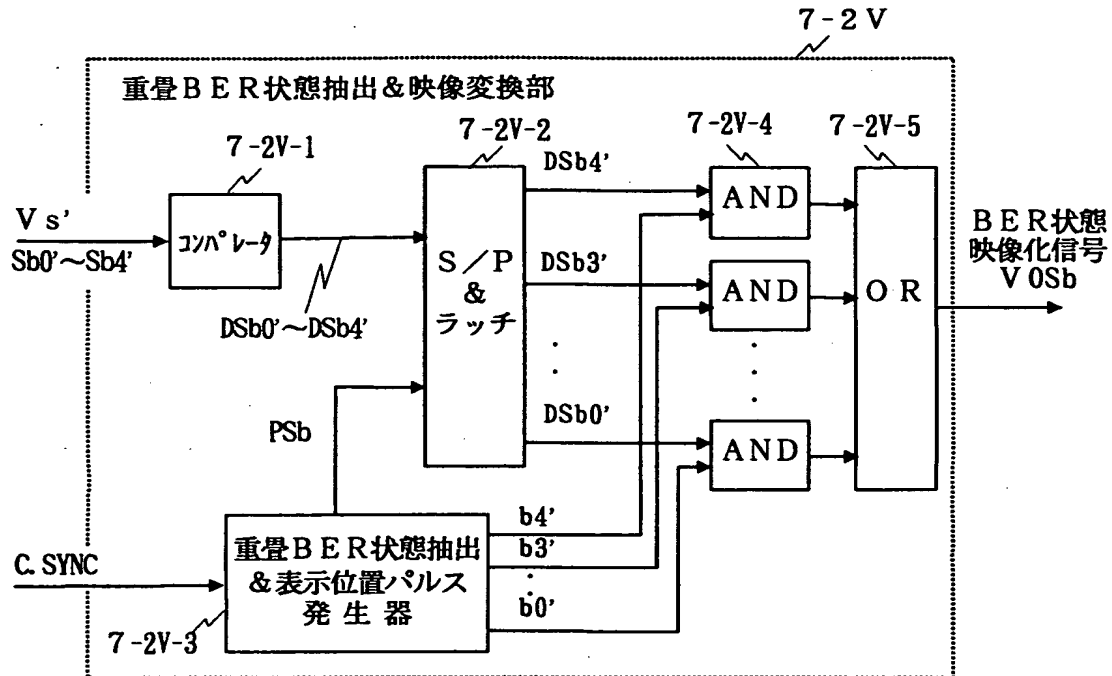 7-2V
重畳BER状態抽出&映像変換部
7-2V-1
7-2V-2
7-2V-4
7-2V-5
Vs'
Sb0'~Sb4'
コンパレータ
DSb0'~DSb4'
S/P
&
ラッチ
DSb4'
DSb3'
DSb0'
AND
AND
AND
OR
BER状態
映像化信号
V0Sb
PSb
C.SYNC
重畳BER状態抽出
&表示位置パルス
発生器
b4'
b3'
b0'
7-2V-3